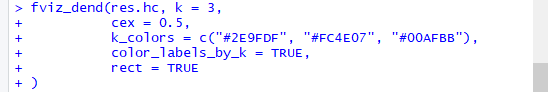 > fviz_dend(res.hc, k = 3,
+           cex = 0.5,
+           k_colors = c("#2E9FDF", "#FC4E07", "#00AFBB"),
+           color_labels_by_k = TRUE,
+           rect = TRUE
+ )